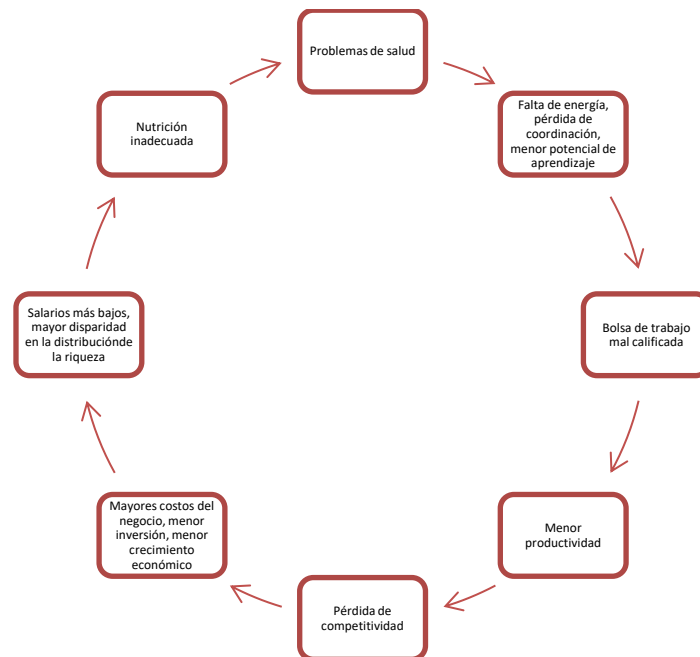 Problemas de salud
Falta de energía,
pérdida de
coordinación,
menor potencial de
aprendizaje
Bolsa de trabajo
mal calificada
Menor
productividad
Pérdida de
competitividad
Mayores costos del
negocio, menor
inversión, menor
crecimiento
económico
Salarios más bajos,
mayor disparidad
en la distribuciónde
la riqueza
Nutrición
inadecuada